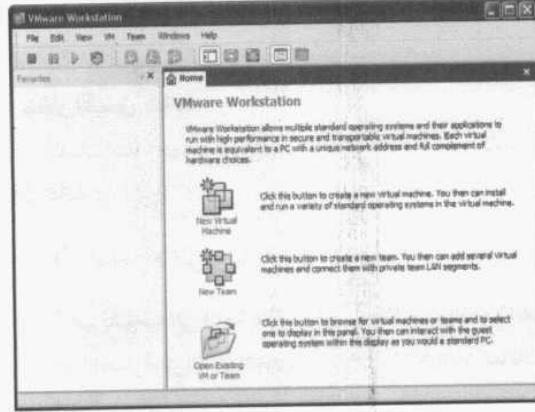 VMware Workstation
File Edit View VM Team Windows Help
Favorites
Home
VMware Workstation
VMware Workstation allows multiple standard operating systems and their applications to
run with high performance in secure and transportable virtual machines. Each virtual
machine is equivalent to a PC with a unique network address and full complement of
hardware choices.
New Virtual
Machine
Click this button to create a new virtual machine. You then can install
and run a variety of standard operating systems in the virtual machine.
New Team
Click this button to create a new team. You then can add several virtual
machines and connect them with private team LAN segments.
Open Existing
VM or Team
Click this button to browse for virtual machines or teams and to select
one to display in this panel. You then can interact with the guest
operating system within the display as you would a standard PC.